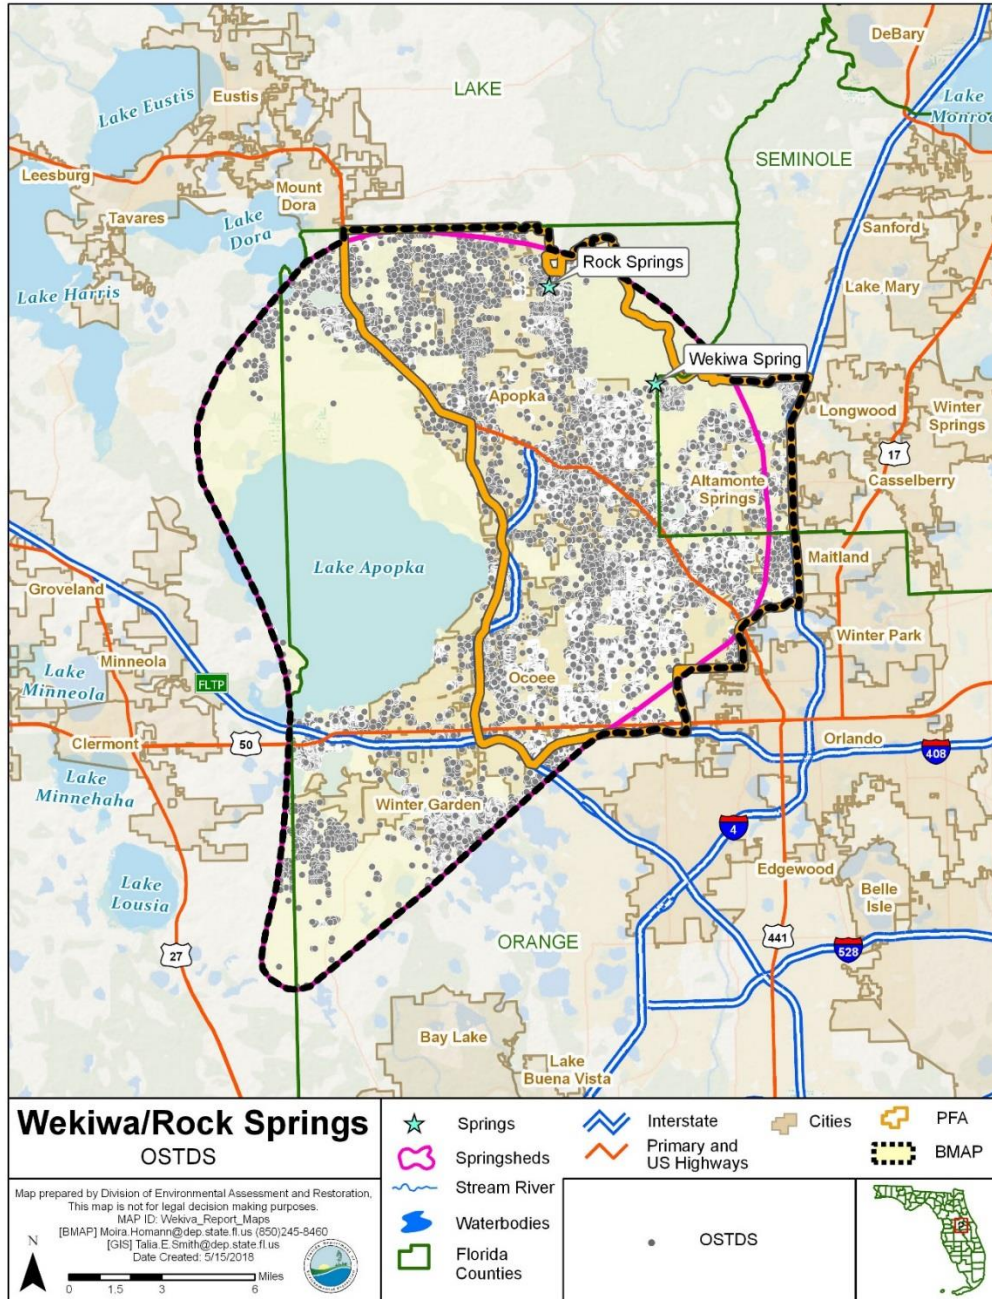 DeBary
LAKE
Lake Eustis
Eustis
Lake
Monroe
SEMINOLE
Leesburg
Mount
Dora
Tavares
Lake
Dora
Sanford
Rock Springs
Lake Harris
Lake Mary
Wekiwa Spring
Apopka
Longwood
Winter
Springs
17
Altamonte
Springs
Casselberry
Lake Apopka
Maitland
Groveland
Winter Park
Minneola
Lake
Minneola
FLTP
Ocoee
Clermont
50
Orlando
408
Lake
Minnehaha
Winter Garden
4
Edgewood
Lake
Lousia
Belle
Isle
ORANGE
441
27
528
Bay Lake
Lake
Buena Vista
Wekiwa/Rock Springs
OSTDS
Map prepared by Division of Environmental Assessment and Restoration,
This map is not for legal decision making purposes.
MAP ID: Wekiva_Report_Maps
[BMAP] Moira.Homann@dep.state.fl.us (850)245-8460
[GIS] Talia.E.Smith@dep.state.fl.us
Date Created: 5/15/2018
N
Miles
0 1.5 3 6
Springs
Springsheds
Stream River
Waterbodies
Florida
Counties
Interstate
Primary and
US Highways
Cities
PFA
BMAP
OSTDS